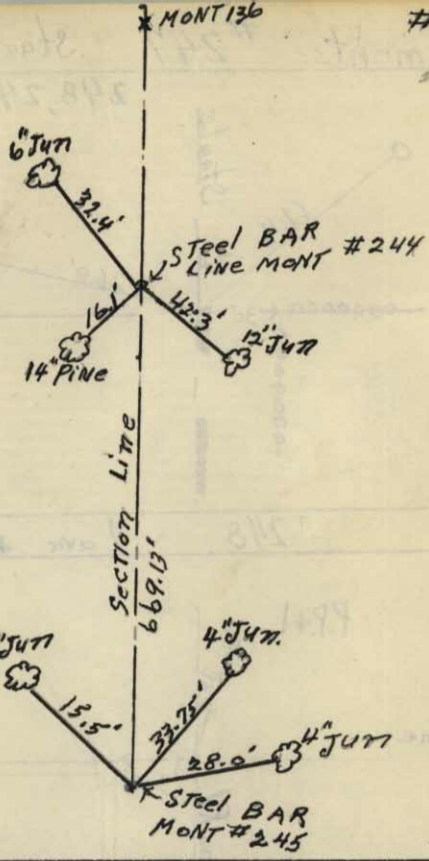 MONT 136
#
6" Jun
32.4'
Steel BAR
Line MONT #244
16.1'
42.3'
14" Pine
12" Jun
Section Line
669.13'
" Jun
4" Jun.
15.5'
33.75'
28.0'
4" Jun
Steel BAR
MONT #245